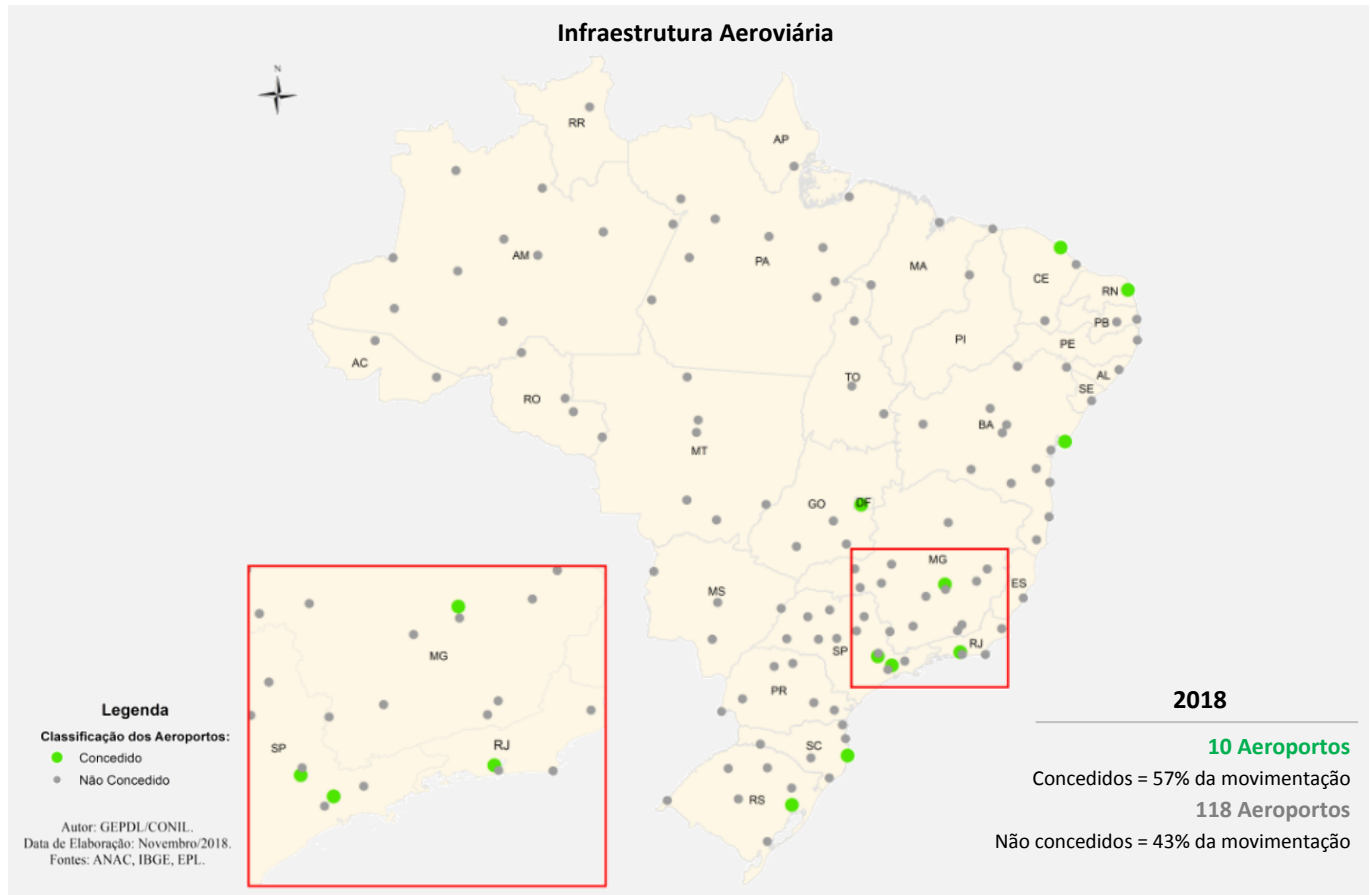 Infraestrutura Aeroviária
N
RR
AP
AM
PA
MA
CE
RN
PB
PE
PI
AL
SE
AC
RO
TO
BA
MT
GO
DF
MG
ES
MS
SP
RJ
PR
SC
RS
MG
SP
RJ
Legenda
Classificação dos Aeroportos:
Concedido
Não Concedido
Autor: GEPDL/CONIL.
Data de Elaboração: Novembro/2018.
Fontes: ANAC, IBGE, EPL.
2018
10 Aeroportos
Concedidos = 57% da movimentação
118 Aeroportos
Não concedidos = 43% da movimentação